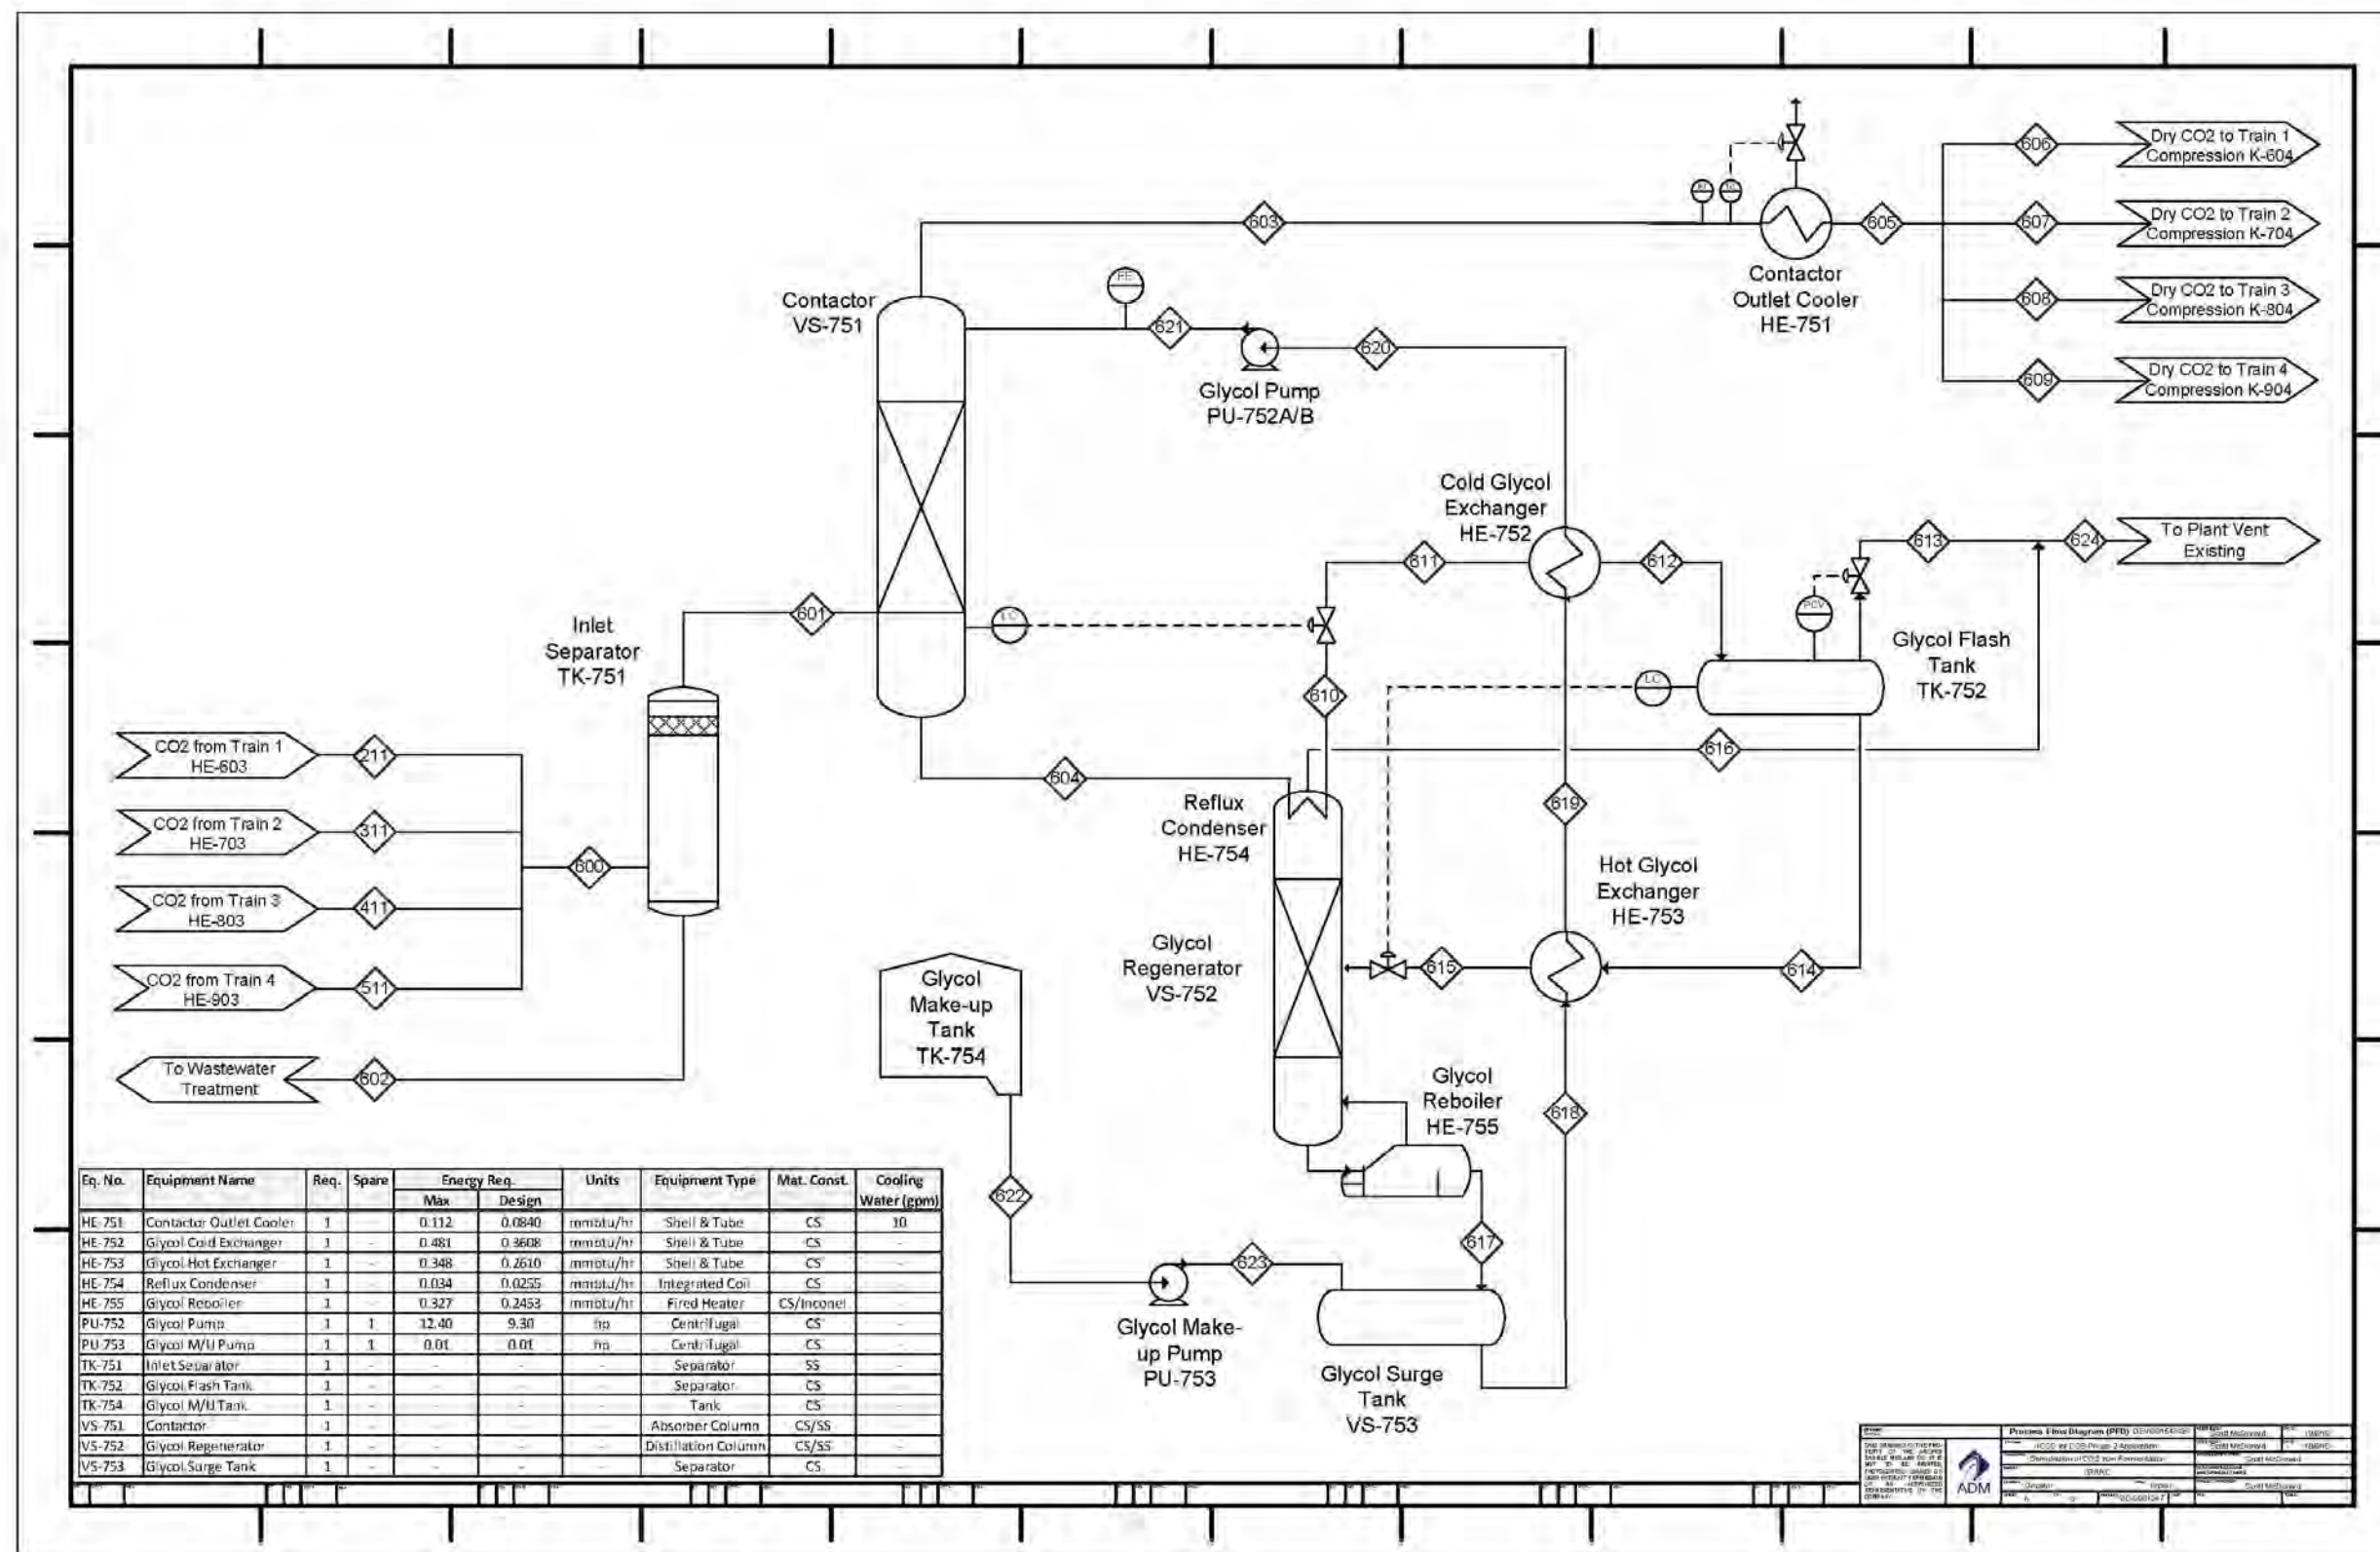 603
606
Dry CO2 to Train 1
Compression K-604
605
607
Dry CO2 to Train 2
Compression K-704
608
Dry CO2 to Train 3
Compression K-804
609
Dry CO2 to Train 4
Compression K-904
Contactor
Outlet Cooler
HE-751
Contactor
VS-751
FE
621
620
Glycol Pump
PU-752A/B
Cold Glycol
Exchanger
HE-752
611
612
613
624
To Plant Vent
Existing
PCV
LC
Glycol Flash
Tank
TK-752
LC
610
616
601
Inlet
Separator
TK-751
CO2 from Train 1
HE-603
211
CO2 from Train 2
HE-703
311
CO2 from Train 3
HE-803
411
CO2 from Train 4
HE-903
511
600
To Wastewater
Treatment
602
604
Reflux
Condenser
HE-754
619
Hot Glycol
Exchanger
HE-753
Glycol
Regenerator
VS-752
615
614
Glycol
Make-up
Tank
TK-754
Glycol
Reboiler
HE-755
618
622
617
623
Glycol Make-
up Pump
PU-753
Glycol Surge
Tank
VS-753
Eq. No. Equipment Name Req. Spare Energy Req. Units Equipment Type Mat. Const. Cooling
Max Design Water (gpm)
HE-751 Contactor Outlet Cooler 1 - 0.112 0.0840 mmbtu/hr Shell & Tube CS 10
HE-752 Glycol Cold Exchanger 1 - 0.481 0.3608 mmbtu/hr Shell & Tube CS -
HE-753 Glycol Hot Exchanger 1 - 0.348 0.2610 mmbtu/hr Shell & Tube CS -
HE-754 Reflux Condenser 1 - 0.034 0.0255 mmbtu/hr Integrated Coil CS -
HE-755 Glycol Reboiler 1 - 0.327 0.2453 mmbtu/hr Fired Heater CS/Inconel -
PU-752 Glycol Pump 1 1 12.40 9.30 hp Centrifugal CS -
PU-753 Glycol M/U Pump 1 1 0.01 0.01 hp Centrifugal CS -
TK-751 Inlet Separator 1 - - - - Separator SS -
TK-752 Glycol Flash Tank 1 - - - - Separator CS -
TK-754 Glycol M/U Tank 1 - - - - Tank CS -
VS-751 Contactor 1 - - - - Absorber Column CS/SS -
VS-752 Glycol Regenerator 1 - - - - Distillation Column CS/SS -
VS-753 Glycol Surge Tank 1 - - - - Separator CS -
Process Flow Diagram (PFD)
Scott McDonald
Scott McDonald
Scott McDonald
Scott McDonald
ADM